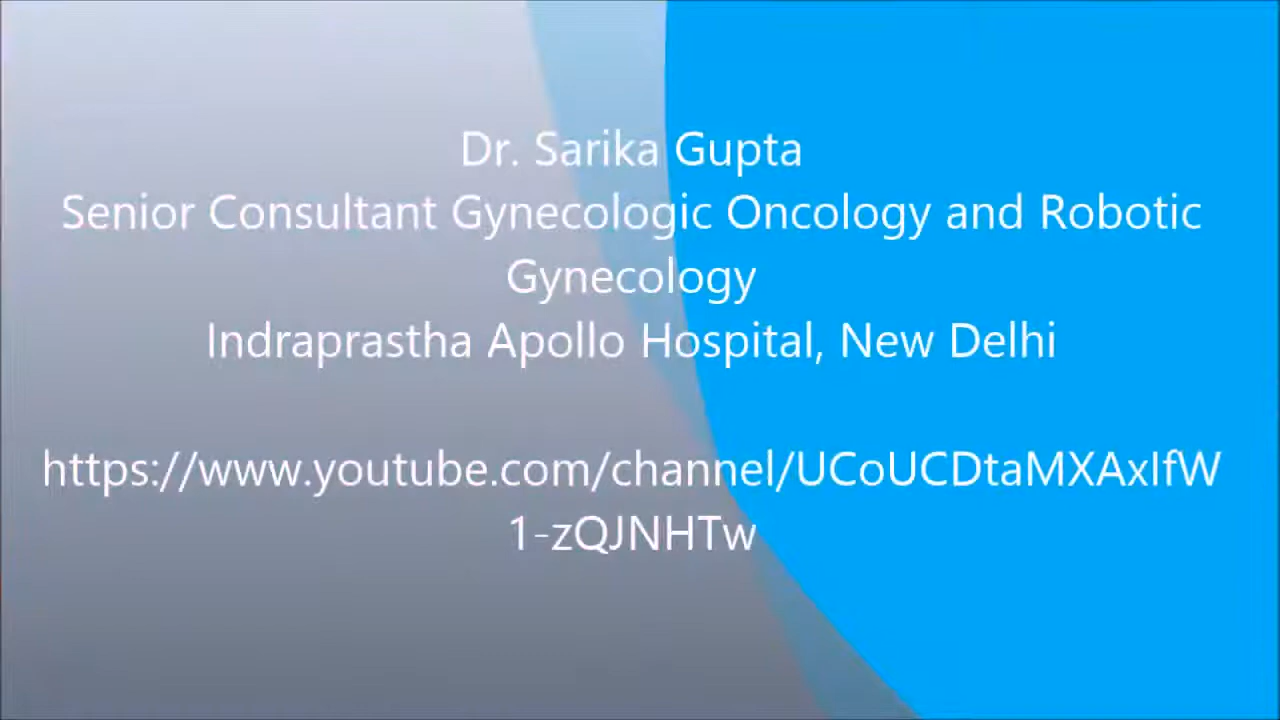 Dr. Sarika Gupta
Senior Consultant Gynecologic Oncology and Robotic
Gynecology
Indraprastha Apollo Hospital, New Delhi
https://www.youtube.com/channel/UCoUCDtaMXAxIfW
1-zQJNHTw